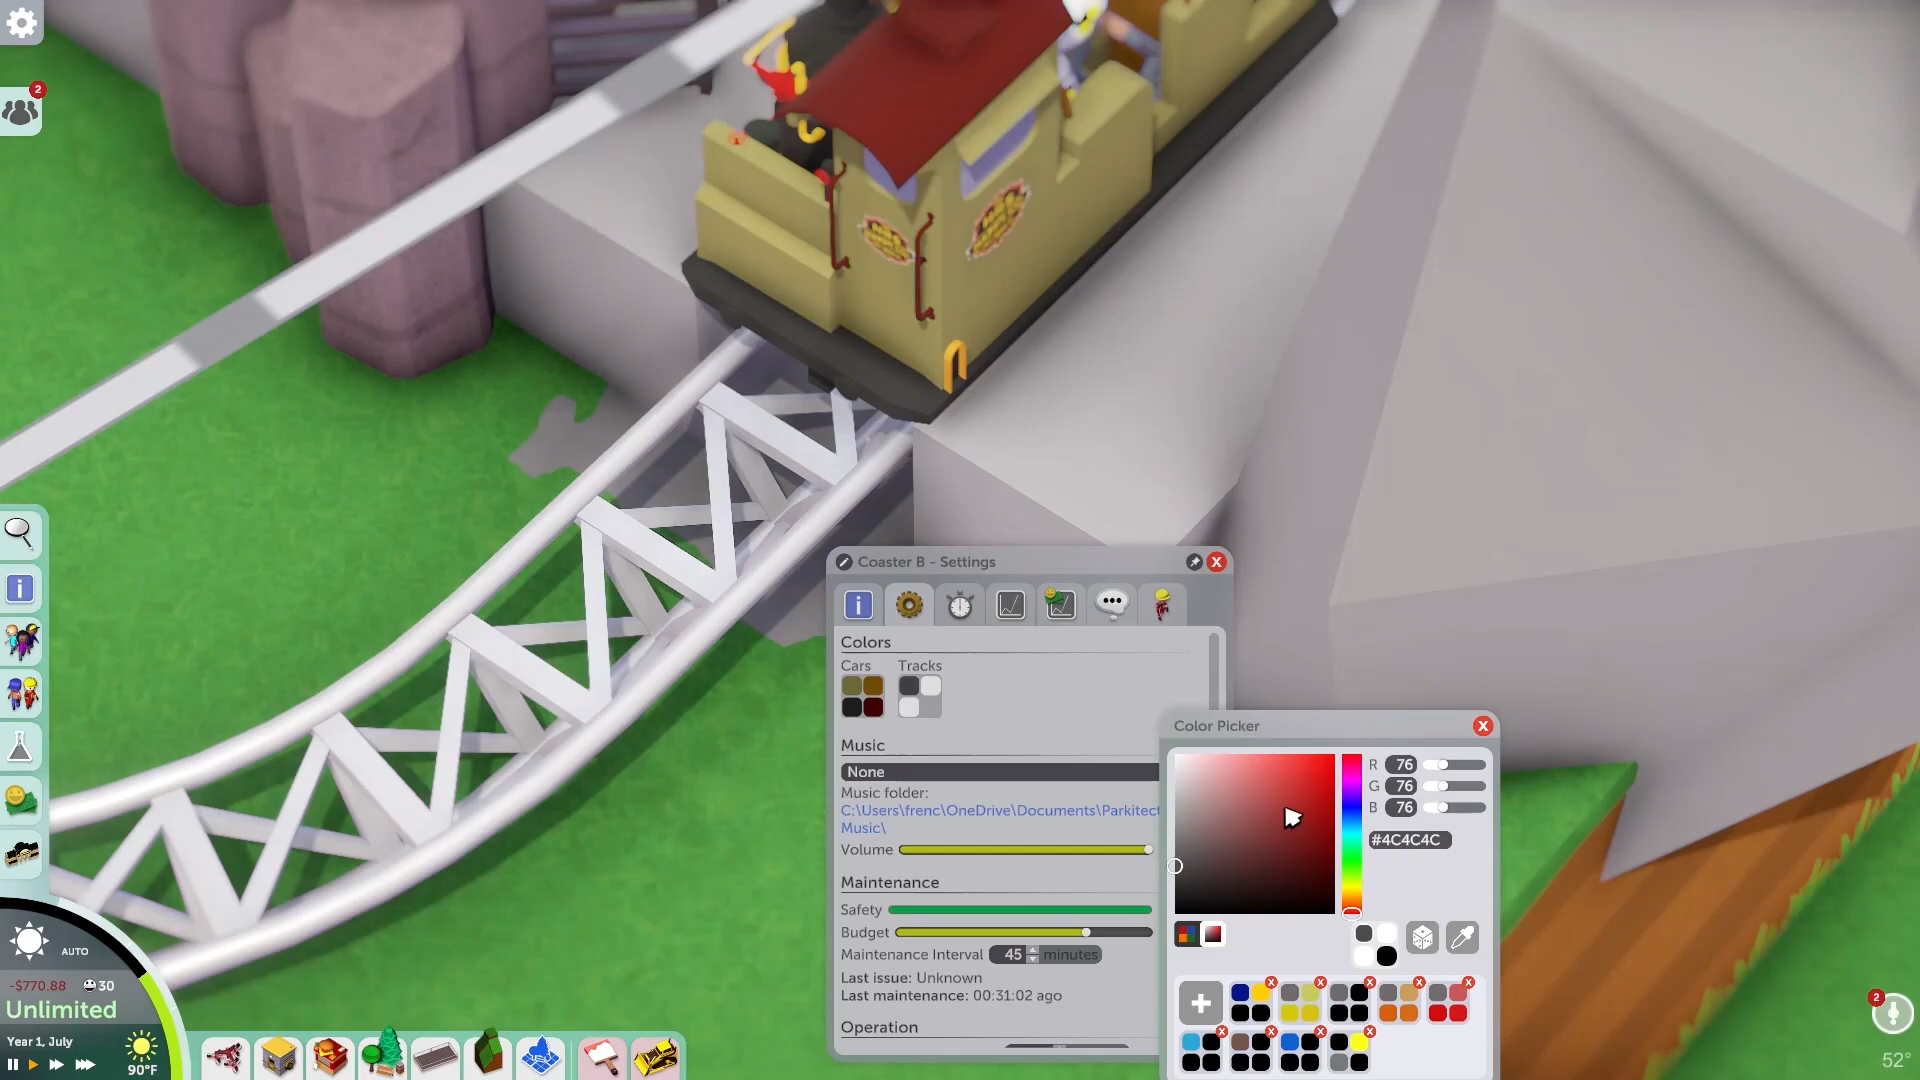 2
Coaster B - Settings
Colors
Cars
Tracks
Music
None
Music folder:
C:\Users\frenc\OneDrive\Documents\Parkitect
Music\
Volume
Maintenance
Safety
Budget
Maintenance Interval 45 minutes
Last issue: Unknown
Last maintenance: 00:31:02 ago
Operation
Color Picker
R 76
G 76
B 76
#4C4C4C
AUTO
-$770.88
30
Unlimited
Year 1, July
90°F
2
52°